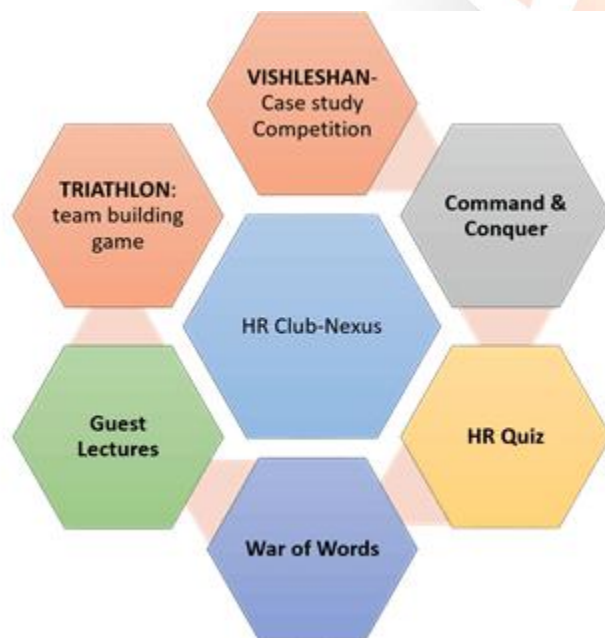 VISHLESHAN-
Case study
Competition
TRIATHLON:
team building
game
Command &
Conquer
HR Club-Nexus
Guest
Lectures
HR Quiz
War of Words